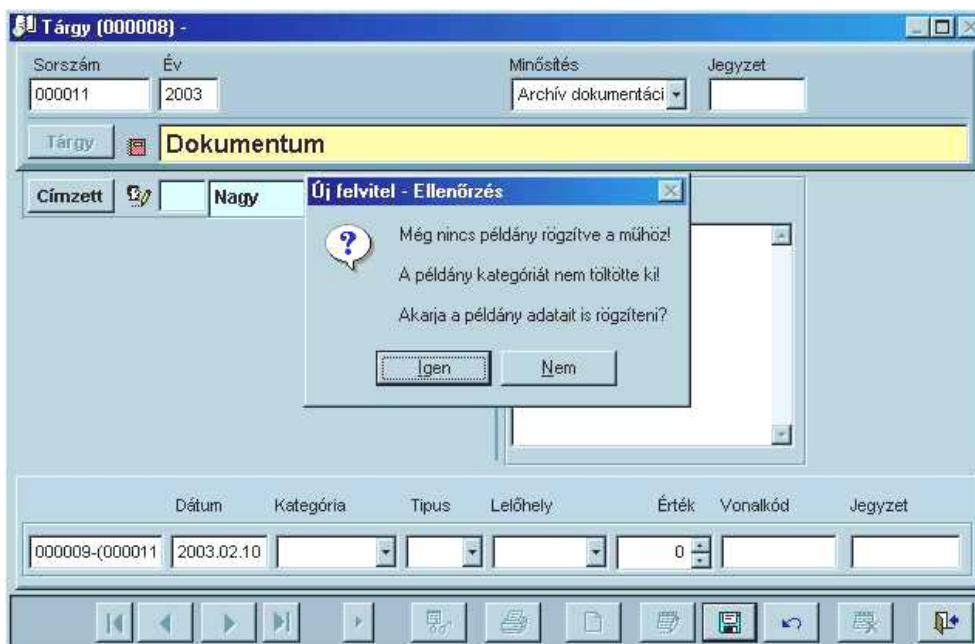 Tárgy (000008) -
Sorszám Év Minősítés Jegyzet
000011 2003 Archív dokumentáci
Tárgy Dokumentum
Címzett Nagy
Új felvitel - Ellenőrzés
Még nincs példány rögzítve a műhöz!
A példány kategóriát nem töltötte ki!
Akarja a példány adatait is rögzíteni?
Igen Nem
Dátum Kategória Tipus Lelőhely Érték Vonalkód Jegyzet
000009-(000011 2003.02.10 0